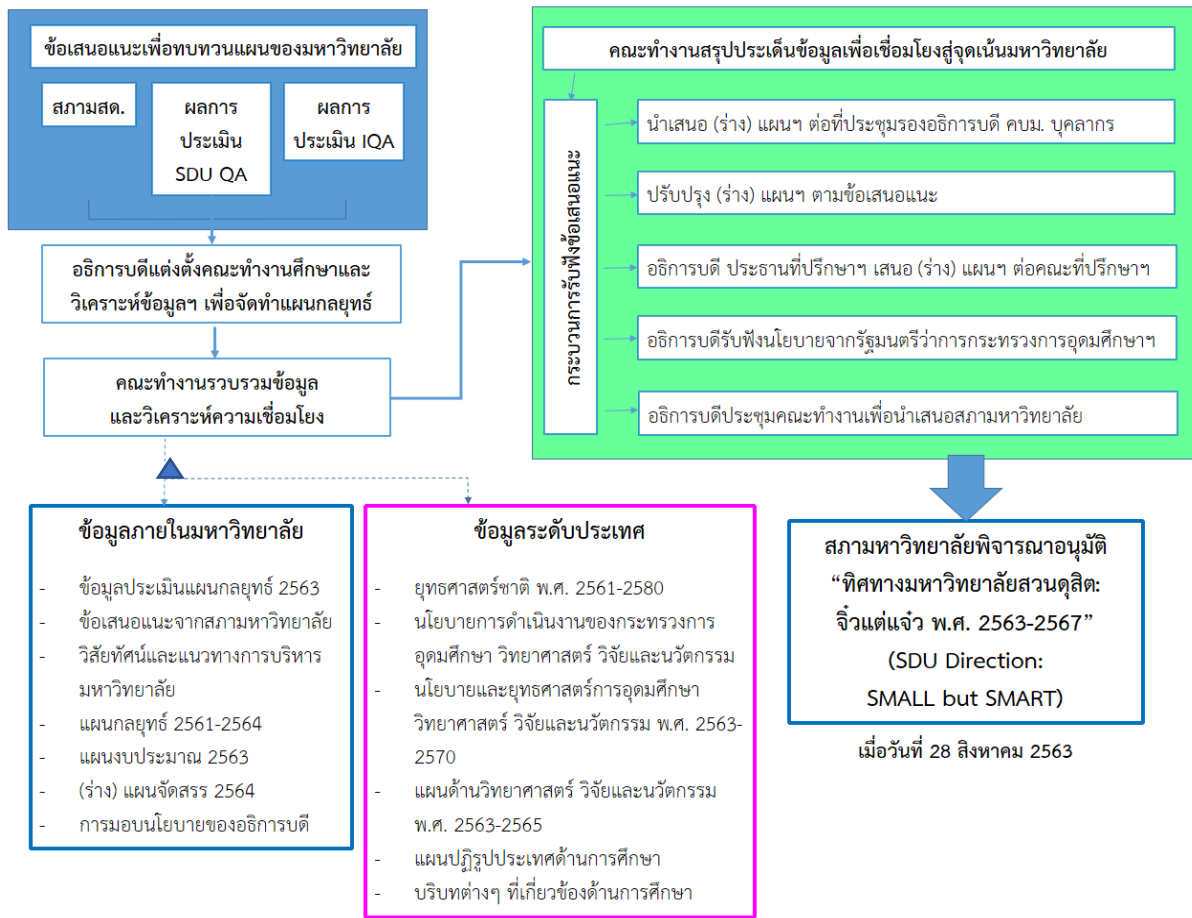 ข้อเสนอแนะเพื่อทบทวนแผนของมหาวิทยาลัย
สภามสด.
ผลการ
ประเมิน
SDU QA
ผลการ
ประเมิน IQA
อธิการบดีแต่งตั้งคณะทำงานศึกษาและ
วิเคราะห์ข้อมูลฯ เพื่อจัดทำแผนกลยุทธ์
คณะทำงานรวบรวมข้อมูล
และวิเคราะห์ความเชื่อมโยง
คณะทำงานสรุปประเด็นข้อมูลเพื่อเชื่อมโยงสู่จุดเน้นมหาวิทยาลัย
กระบวนการรับฟังข้อเสนอแนะ
นำเสนอ (ร่าง) แผนฯ ต่อที่ประชุมรองอธิการบดี คบม. บุคลากร
ปรับปรุง (ร่าง) แผนฯ ตามข้อเสนอแนะ
อธิการบดี ประธานที่ปรึกษาฯ เสนอ (ร่าง) แผนฯ ต่อคณะที่ปรึกษาฯ
อธิการบดีรับฟังนโยบายจากรัฐมนตรีว่าการกระทรวงการอุดมศึกษาฯ
อธิการบดีประชุมคณะทำงานเพื่อนำเสนอสภามหาวิทยาลัย
ข้อมูลภายในมหาวิทยาลัย
- ข้อมูลประเมินแผนกลยุทธ์ 2563
- ข้อเสนอแนะจากสภามหาวิทยาลัย
- วิสัยทัศน์และแนวทางการบริหาร
มหาวิทยาลัย
- แผนกลยุทธ์ 2561-2564
- แผนงบประมาณ 2563
- (ร่าง) แผนจัดสรร 2564
- การมอบนโยบายของอธิการบดี
ข้อมูลระดับประเทศ
- ยุทธศาสตร์ชาติ พ.ศ. 2561-2580
- นโยบายการดำเนินงานของกระทรวงการ
อุดมศึกษา วิทยาศาสตร์ วิจัยและนวัตกรรม
- นโยบายและยุทธศาสตร์การอุดมศึกษา
วิทยาศาสตร์ วิจัยและนวัตกรรม พ.ศ. 2563-
2570
- แผนด้านวิทยาศาสตร์ วิจัยและนวัตกรรม
พ.ศ. 2563-2565
- แผนปฏิรูปประเทศด้านการศึกษา
- บริบทต่างๆ ที่เกี่ยวข้องด้านการศึกษา
สภามหาวิทยาลัยพิจารณาอนุมัติ
“ทิศทางมหาวิทยาลัยสวนดุสิต:
จิ๋วแต่แจ๋ว พ.ศ. 2563-2567”
(SDU Direction:
SMALL but SMART)
เมื่อวันที่ 28 สิงหาคม 2563